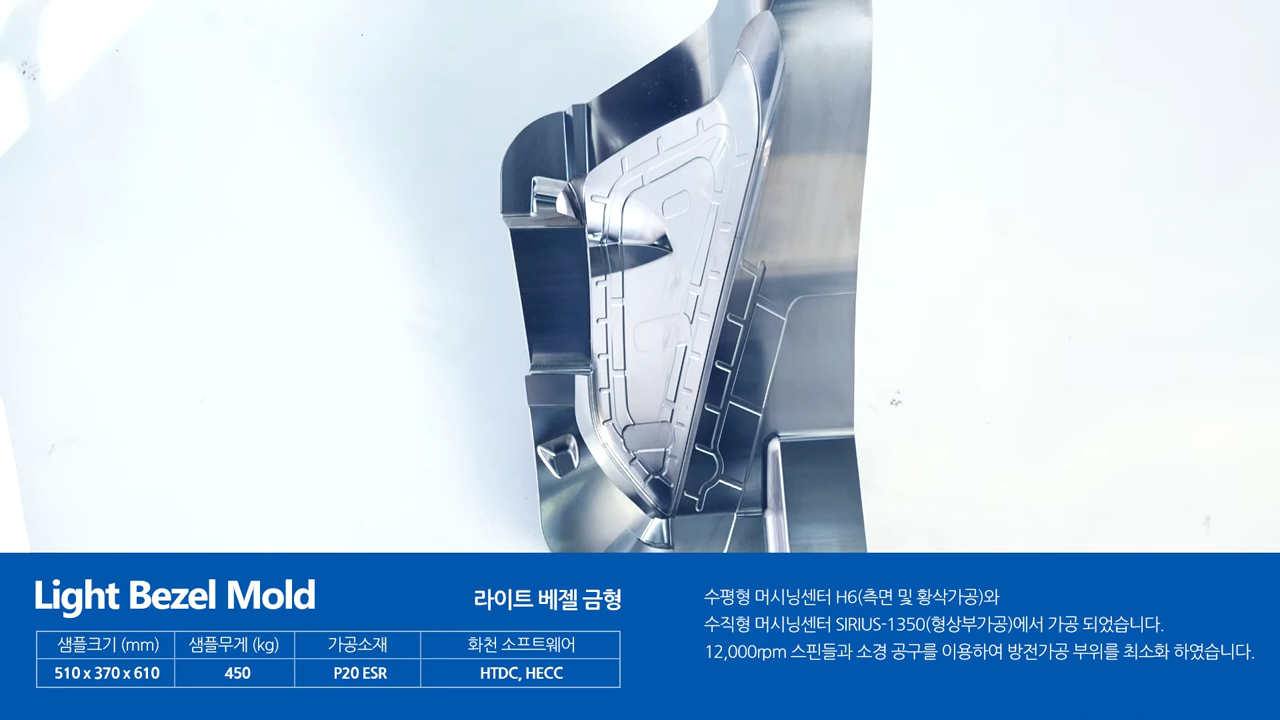 Light Bezel Mold
라이트 베젤 금형
샘플크기 (mm) 샘플무게 (kg) 가공소재 화천 소프트웨어
510 x 370 x 610 450 P20 ESR HTDC, HECC
수평형 머시닝센터 H6(측면 및 황삭가공)와
수직형 머시닝센터 SIRIUS-1350(형상부가공)에서 가공 되었습니다.
12,000rpm 스핀들과 소경 공구를 이용하여 방전가공 부위를 최소화 하였습니다.